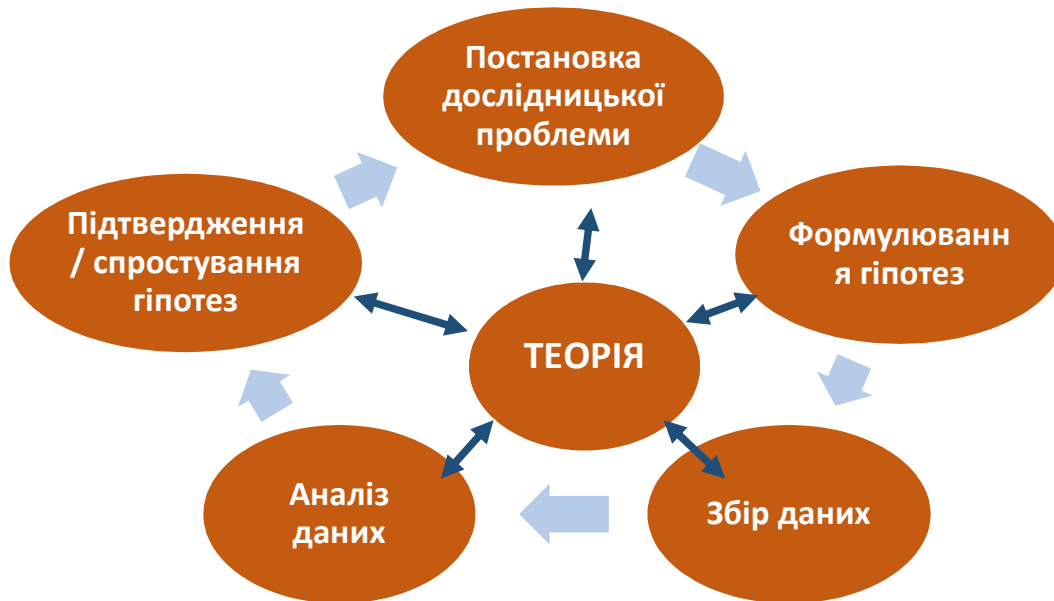 Постановка
дослідницької
проблеми
Формулюванн
я гіпотез
Збір даних
Аналіз
даних
Підтвердження
/ спростування
гіпотез
ТЕОРІЯ